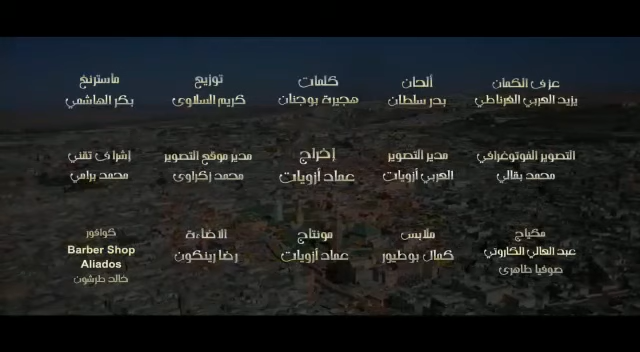 عزف الكمان
يزيد العربي الغرناطي
ألحان
بدر سلطان
كلمات
هجيرة بوجنان
توزيع
كريم السلاوي
ماسترنغ
بكر الهاشمي
التصوير الفوتوغرافي
محمد بقالي
مدير التصوير
العربي أزويات
إخراج
عماد أزويات
مدير موقع التصوير
محمد زكراوي
إشراف تقني
محمد برامي
مكياج
عبد العالي الكاروتي
صوفيا طاهري
ملابس
كمال بوطيور
مونتاج
عماد أزويات
الاضاءة
رضا رينكون
كوافور
Barber Shop
Aliados
خالد طرشون